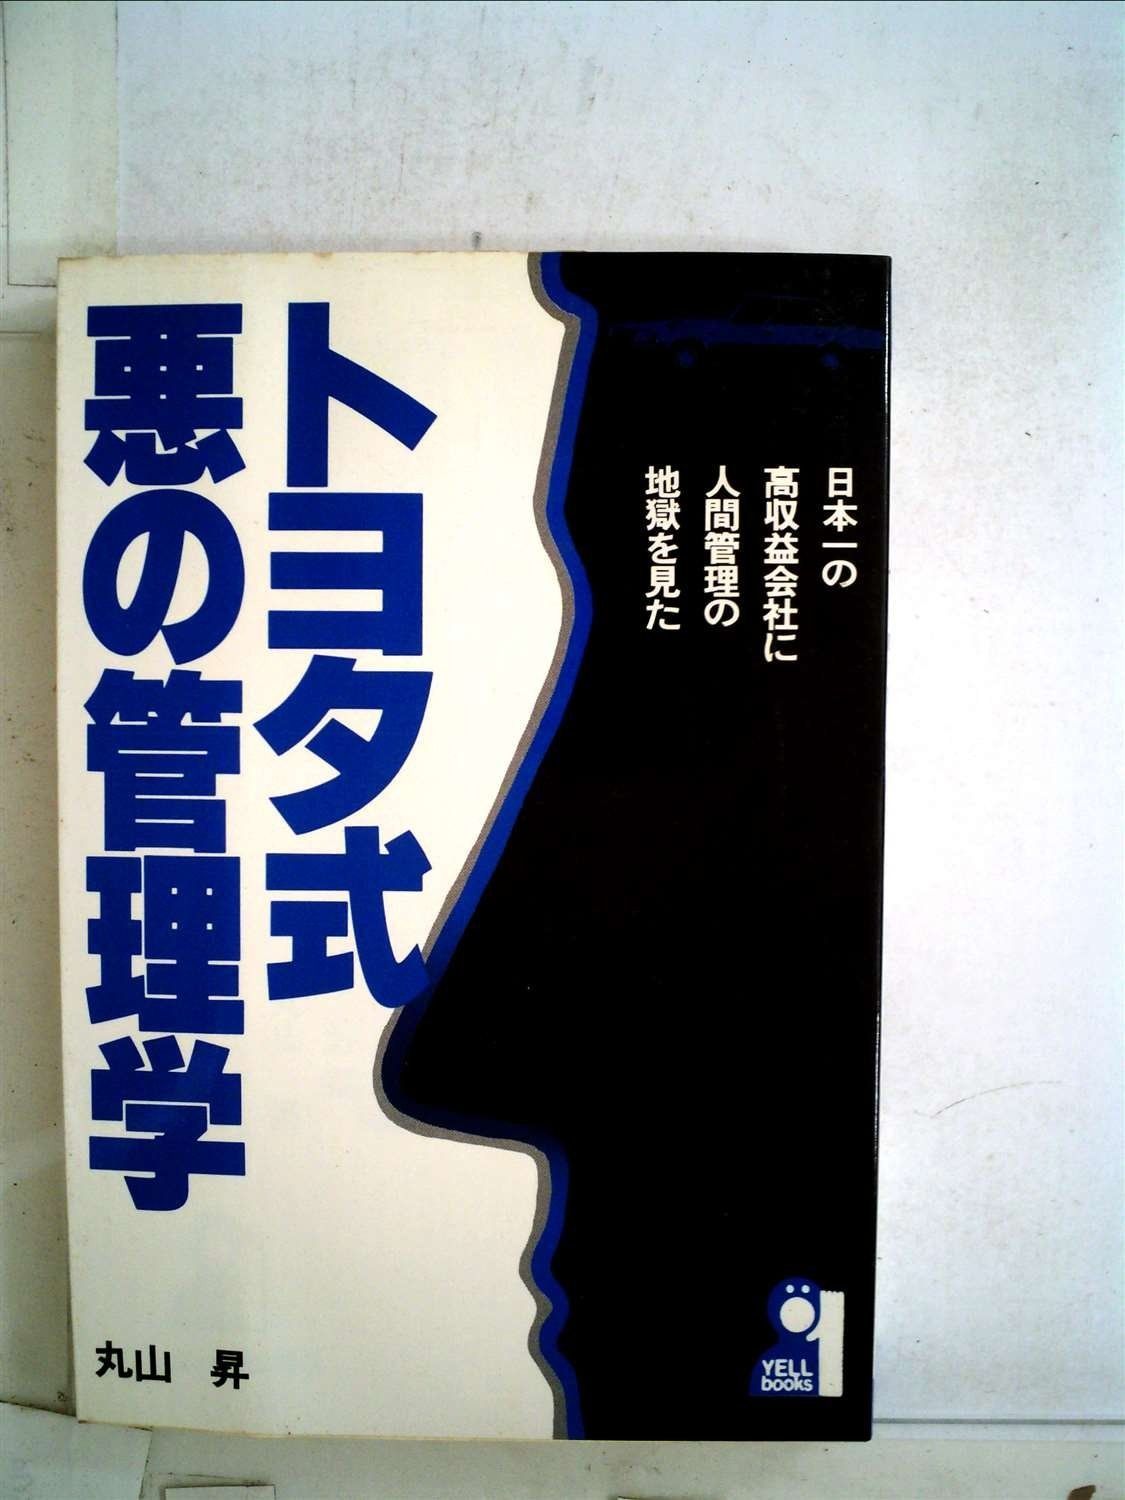 日本一の
高収益会社に
人間管理の
地獄を見た
トヨタ式
悪の管理学
丸山 昇
YELL
books